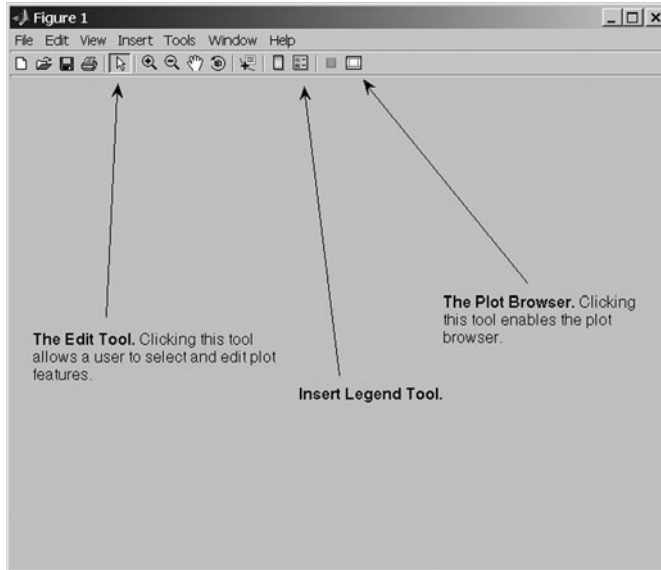 Figure 1
File Edit View Insert Tools Window Help
The Edit Tool. Clicking this tool
allows a user to select and edit plot
features.
Insert Legend Tool.
The Plot Browser. Clicking
this tool enables the plot
browser.